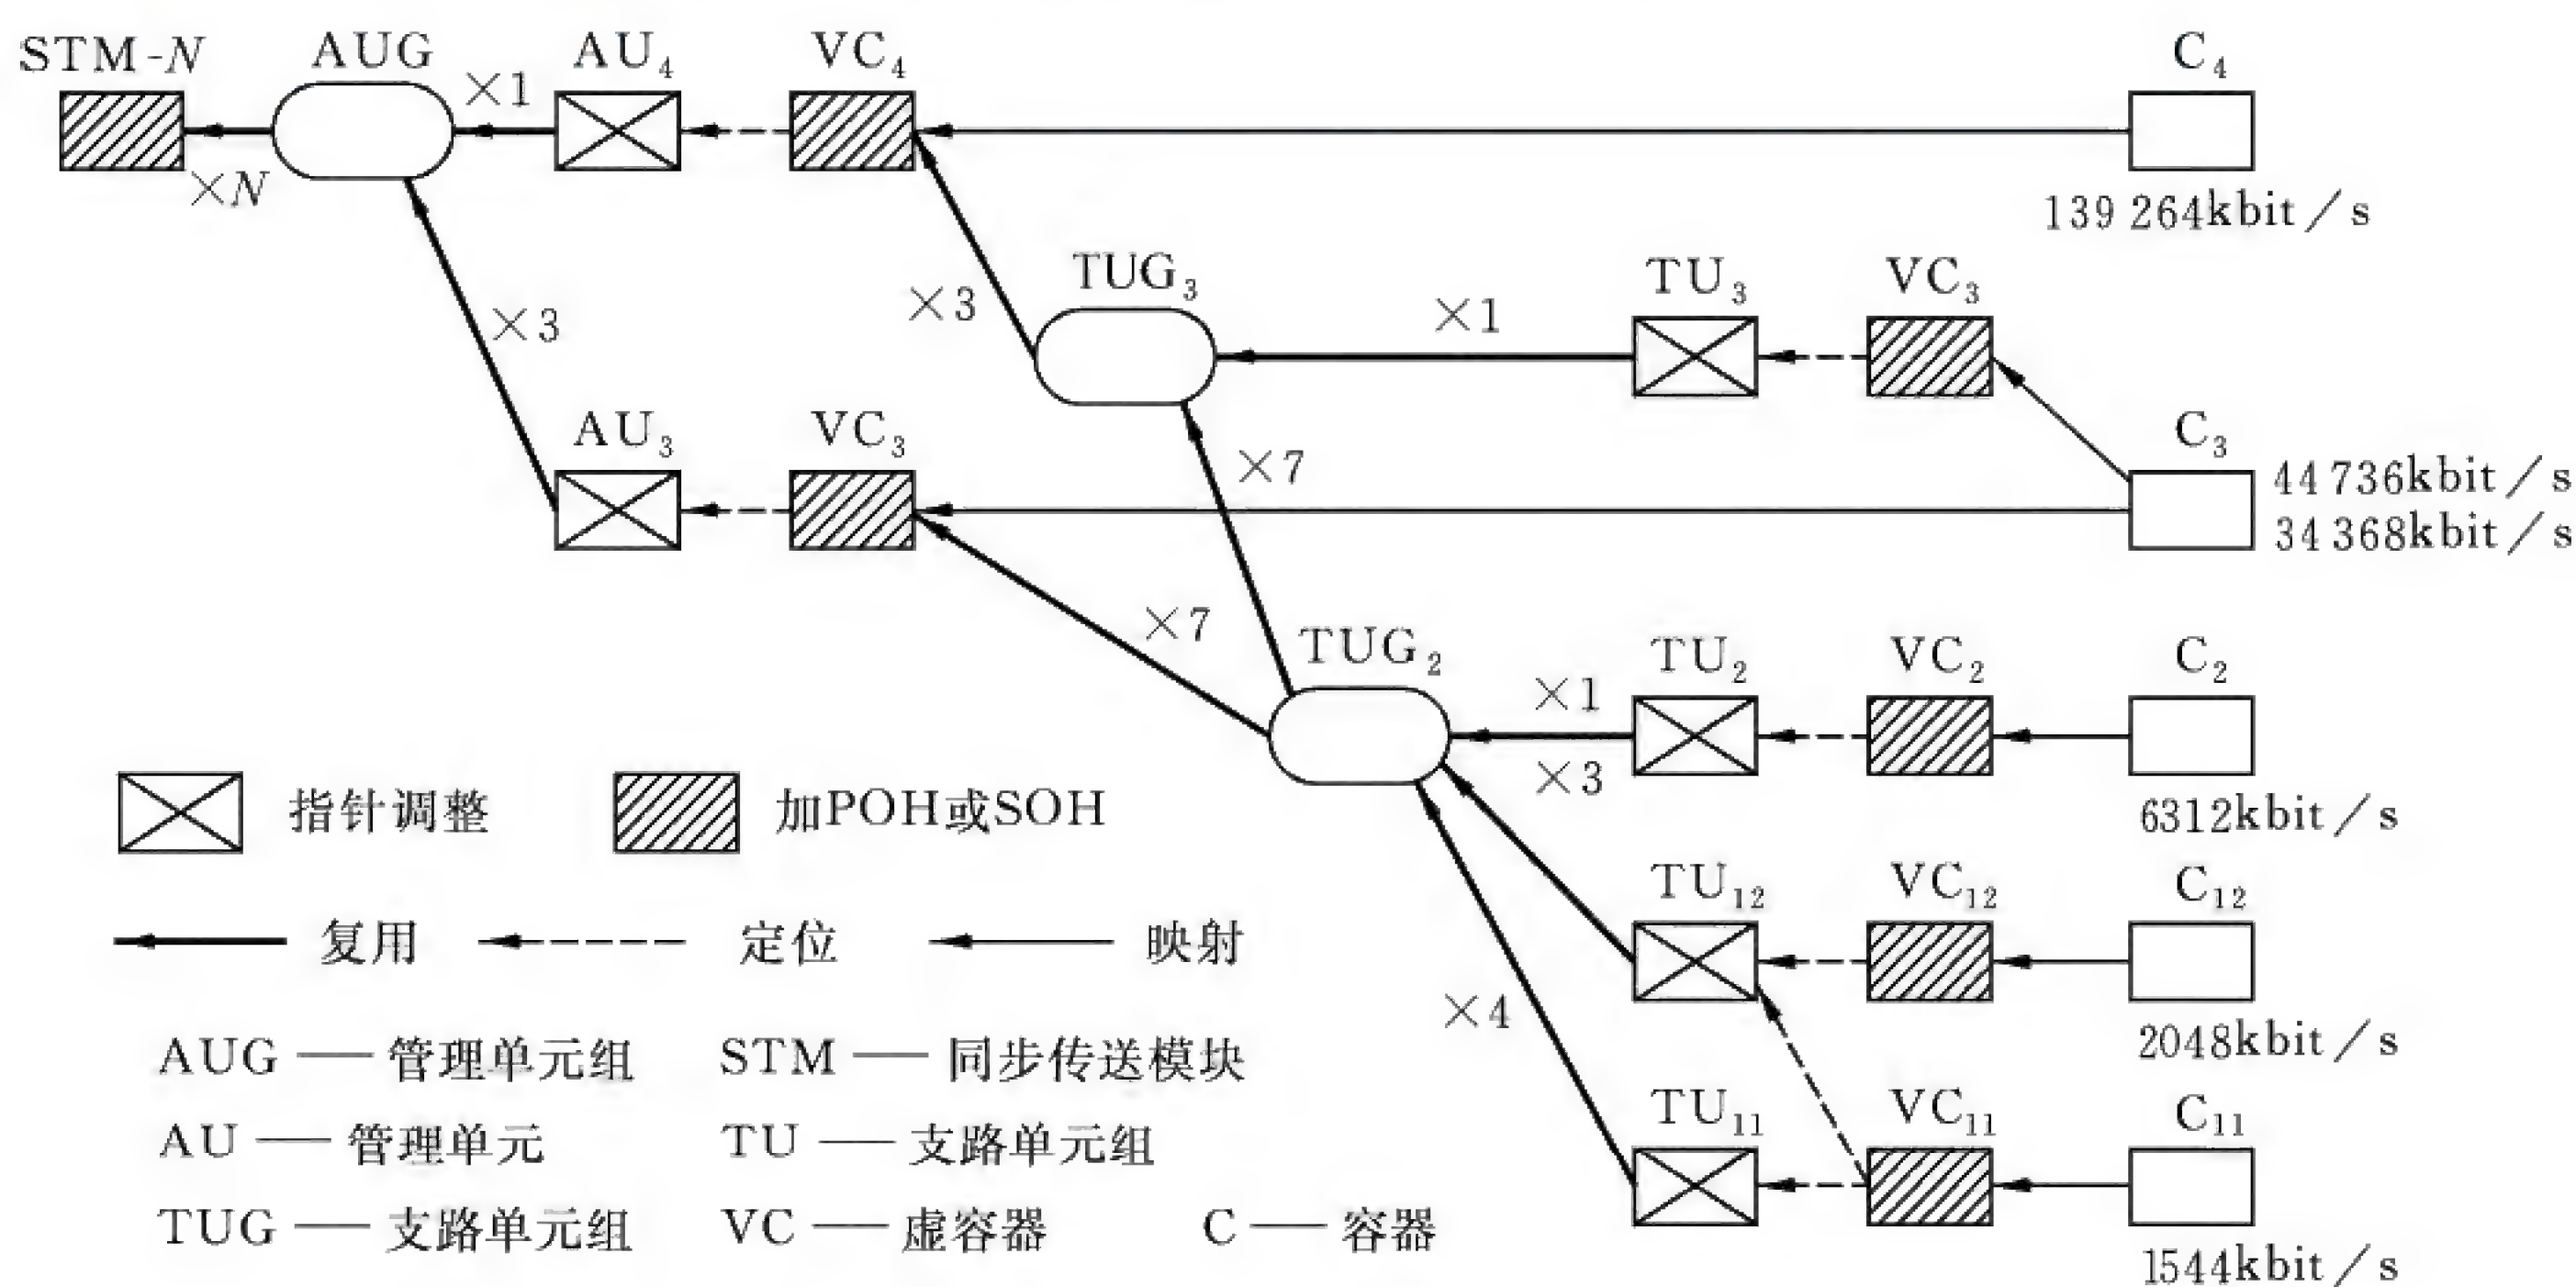 STM-N AUG AU₄ VC₄ C₄
×1
×N
139 264kbit/s
TUG₃ TU₃ VC₃
×3 ×3 ×1
AU₃ VC₃ C₃
×7 44 736kbit/s
34 368kbit/s
×7 TUG₂ TU₂ VC₂ C₂
×1
×3
指针调整 加POH或SOH 6312kbit/s
TU₁₂ VC₁₂ C₁₂
复用 定位 映射
×4
2048kbit/s
AUG — 管理单元组 STM — 同步传送模块
TU₁₁ VC₁₁ C₁₁
AU — 管理单元 TU — 支路单元组
TUG — 支路单元组 VC — 虚容器 C — 容器
1544kbit/s